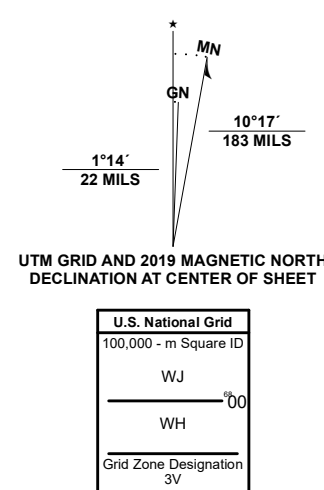 ★
MN
GN
10°17´
183 MILS
1°14´
22 MILS
UTM GRID AND 2019 MAGNETIC NORTH
DECLINATION AT CENTER OF SHEET
U.S. National Grid
100,000 - m Square ID
WJ
⁶⁸00
WH
Grid Zone Designation
3V